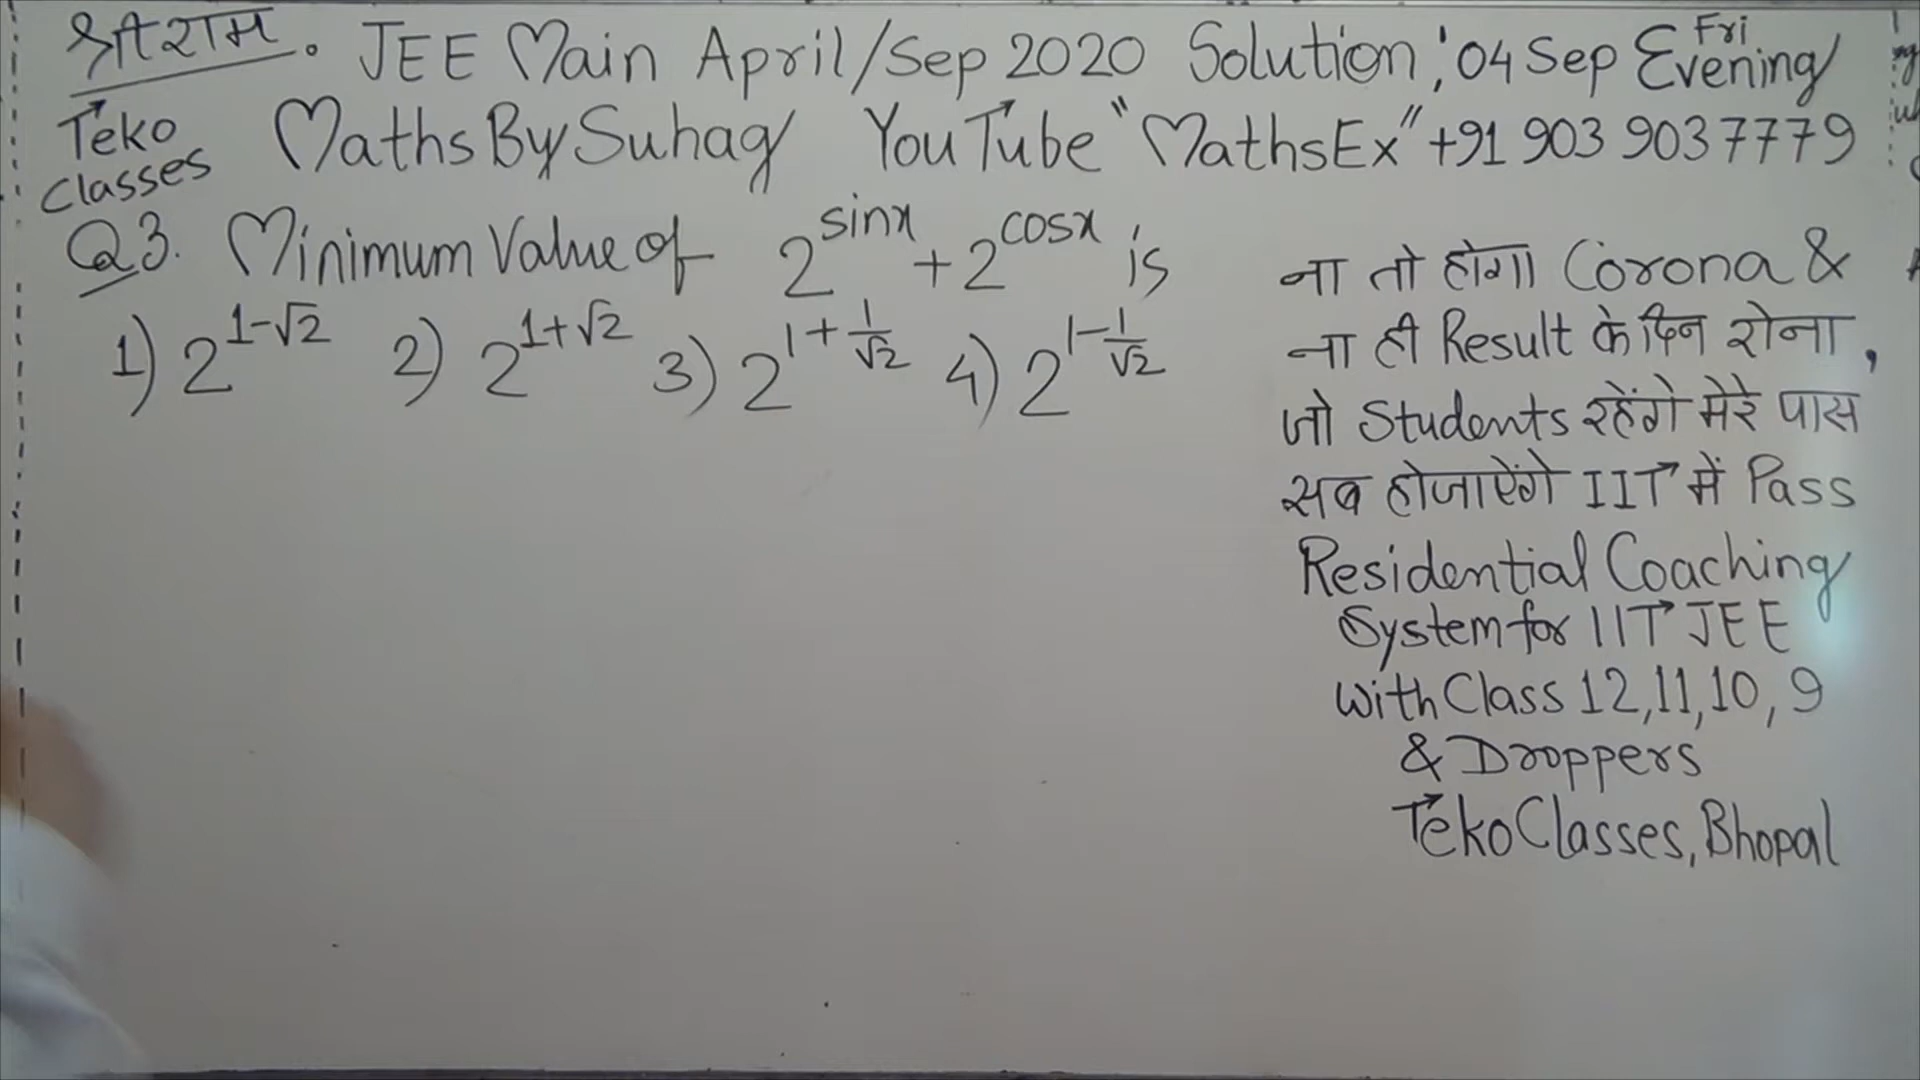 श्री राम . JEE Main April/Sep 2020 Solution, 04 Sep Fri Evening
Teko Classes MathsBySuhag YouTube "MathsEx" +91 903 903 7779
Q3. Minimum Value of 2^sinx + 2^cosx is
1) 2^1-√2 2) 2^1+√2 3) 2^1+1/√2 4) 2^1-1/√2
ना तो होगा Corona &
ना ही Result के दिन रोना ,
जो Students रहेंगे मेरे पास
सब होजाऐंगे IIT में Pass
Residential Coaching
System for IIT JEE
with Class 12,11,10,9
& Droppers
Teko Classes, Bhopal